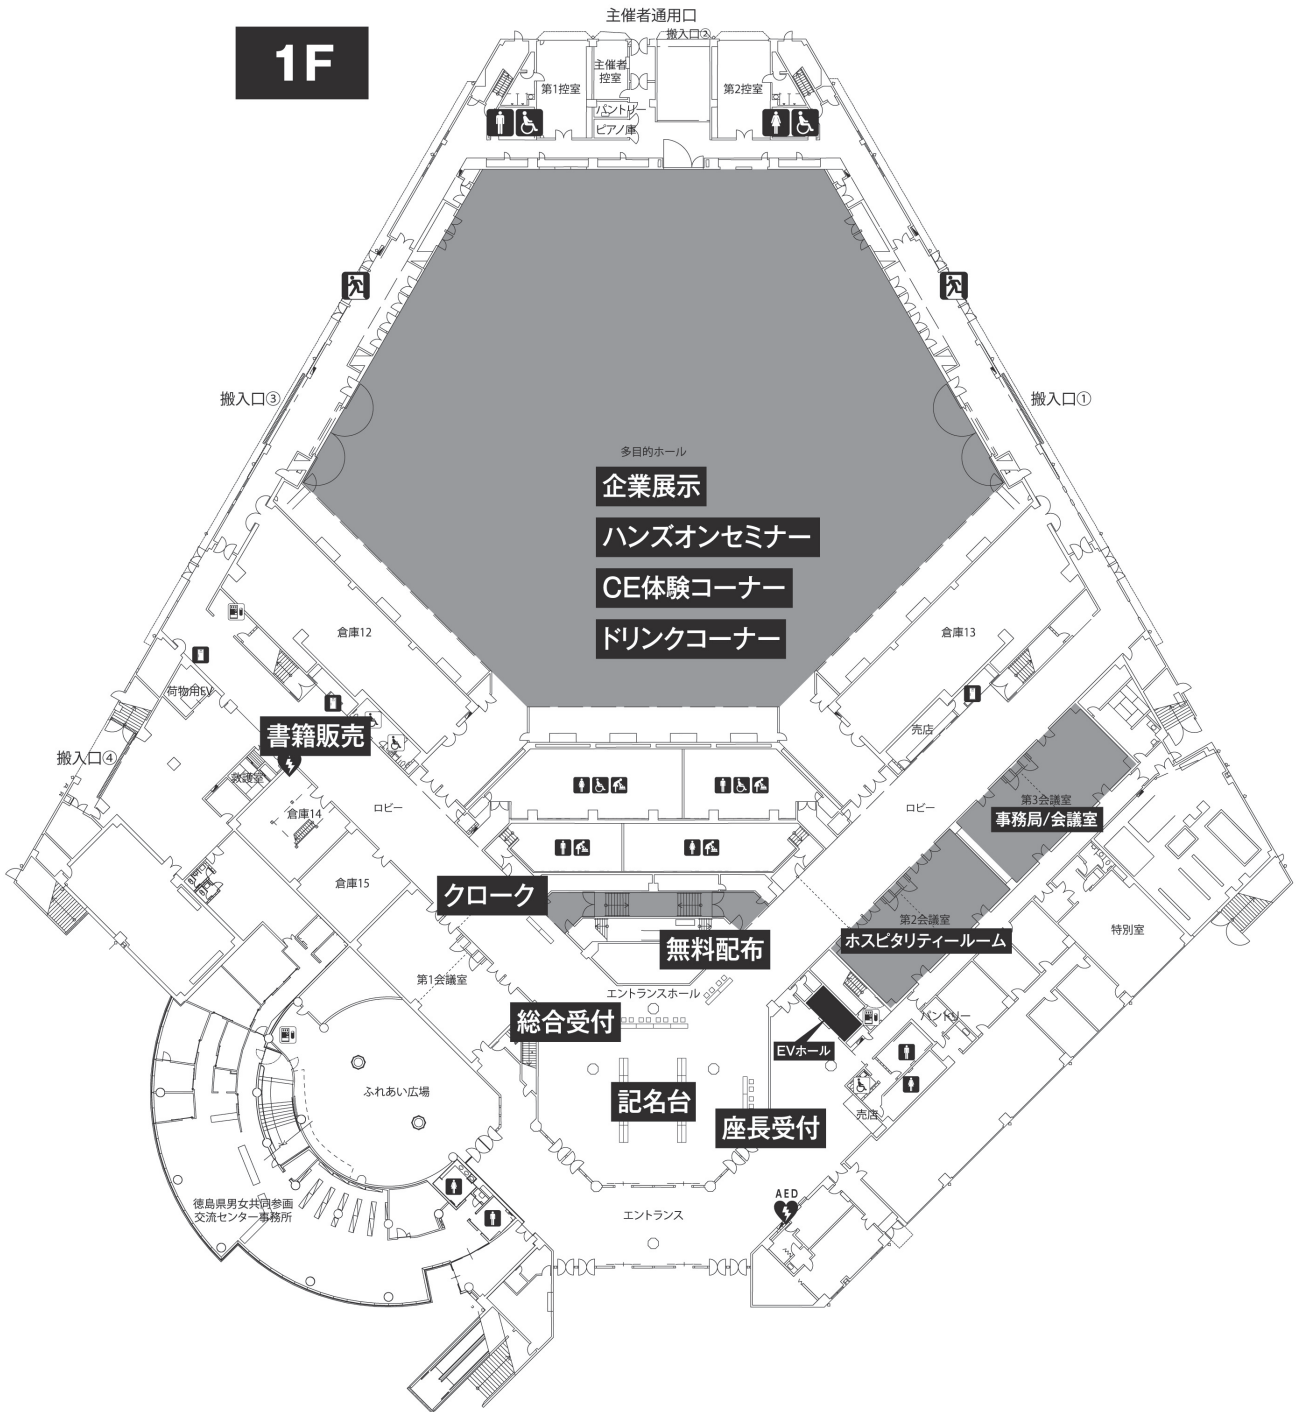 主催者通用口
1F
搬入口②
主催者
控室
第1控室
第2控室
パントリー
ピアノ庫
搬入口③
搬入口①
多目的ホール
企業展示
ハンズオンセミナー
CE体験コーナー
ドリンクコーナー
倉庫12
倉庫13
荷物用EV
書籍販売
売店
搬入口④
救護室
倉庫14
ロビー
ロビー
第3会議室
事務局/会議室
倉庫15
クローク
第2会議室
ホスピタリティールーム
特別室
無料配布
第1会議室
エントランスホール
総合受付
パントリー
EVホール
ふれあい広場
記名台
売店
座長受付
AED
徳島県男女共同参画
交流センター事務所
エントランス